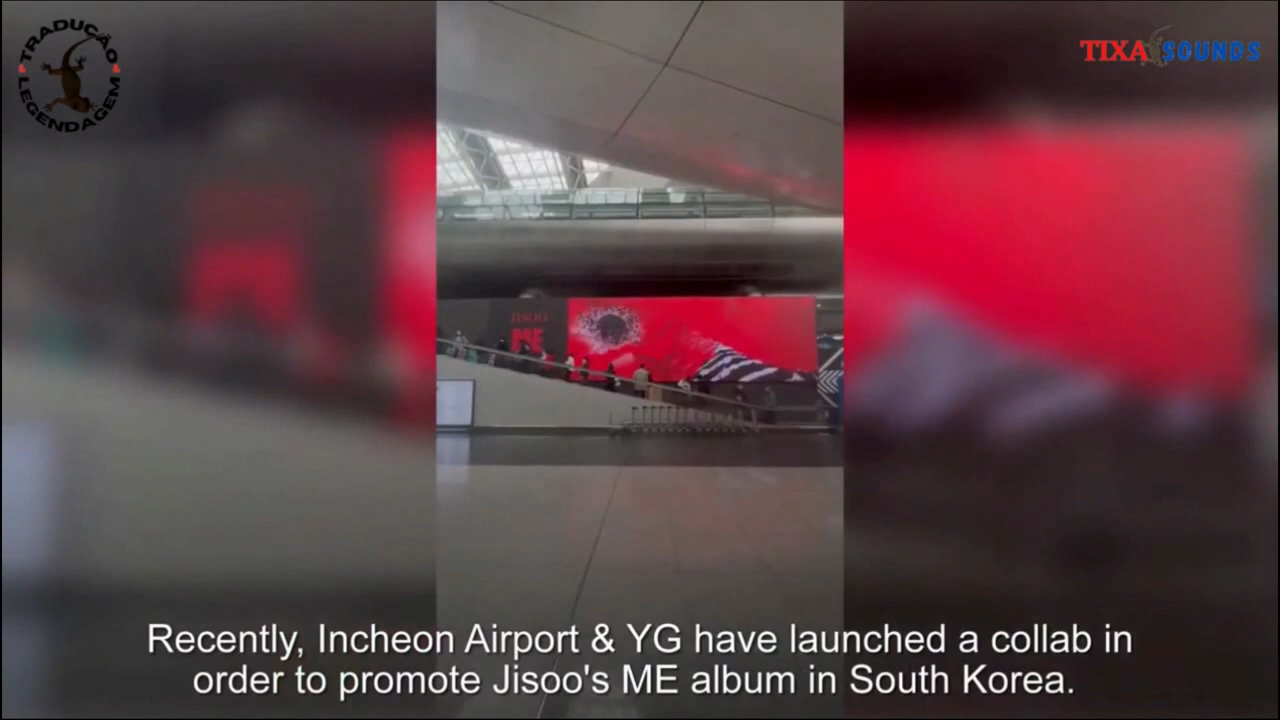 TRADUÇÃO
LEGENDAGEM
TIXA SOUNDS
JISOO
ME
Recently, Incheon Airport & YG have launched a collab in
order to promote Jisoo's ME album in South Korea.